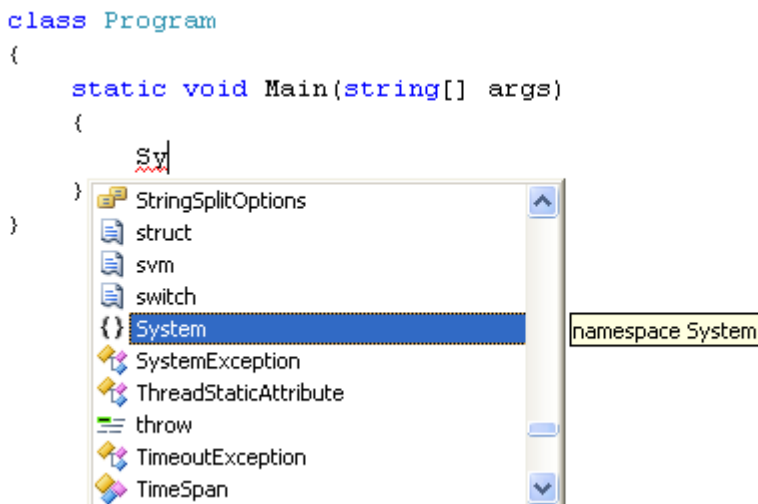 class Program
{
static void Main(string[] args)
{
Sy
}
}
StringSplitOptions
struct
svm
switch
{} System
namespace System
SystemException
ThreadStaticAttribute
throw
TimeoutException
TimeSpan